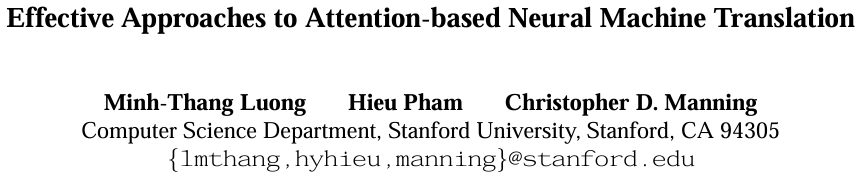 Effective Approaches to Attention-based Neural Machine Translation
Minh-Thang Luong Hieu Pham Christopher D. Manning
Computer Science Department, Stanford University, Stanford, CA 94305
{lmthang,hyhieu,manning}@stanford.edu